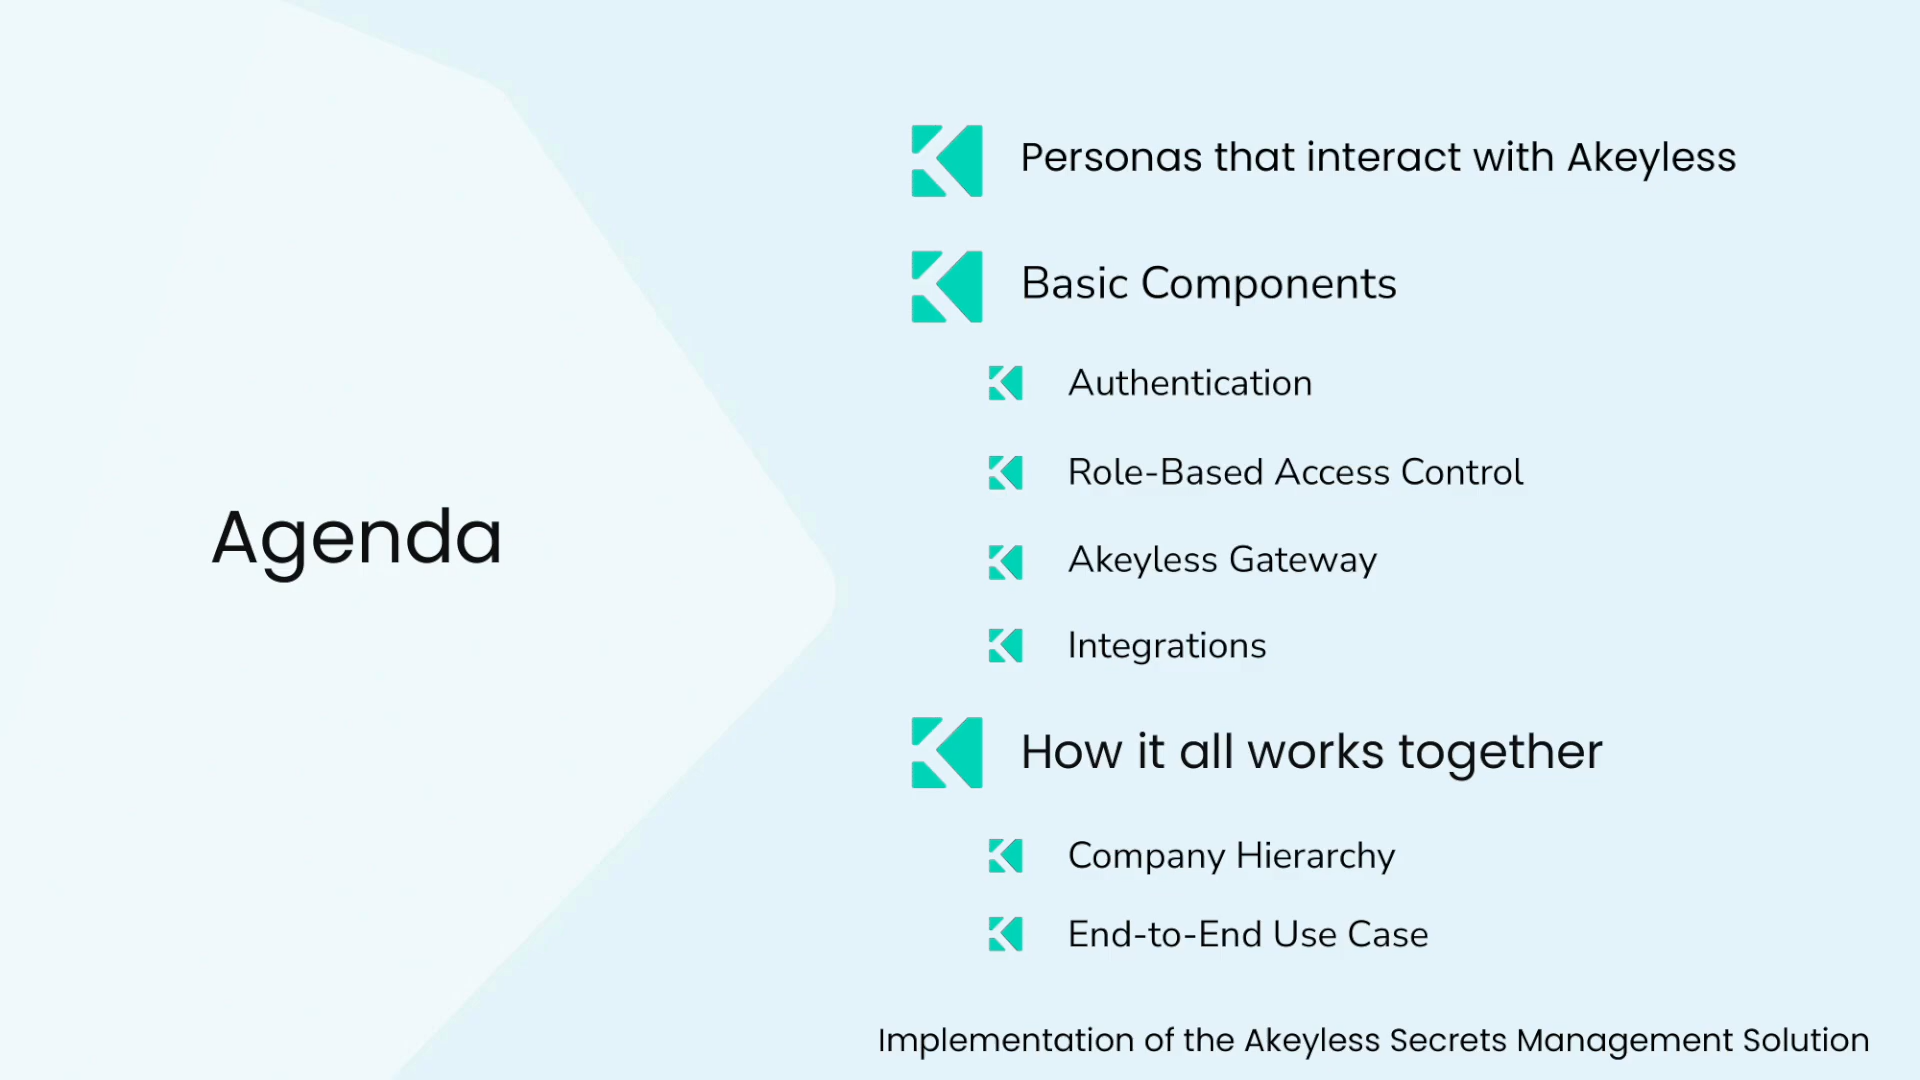 Agenda
Personas that interact with Akeyless
Basic Components
Authentication
Role-Based Access Control
Akeyless Gateway
Integrations
How it all works together
Company Hierarchy
End-to-End Use Case
Implementation of the Akeyless Secrets Management Solution